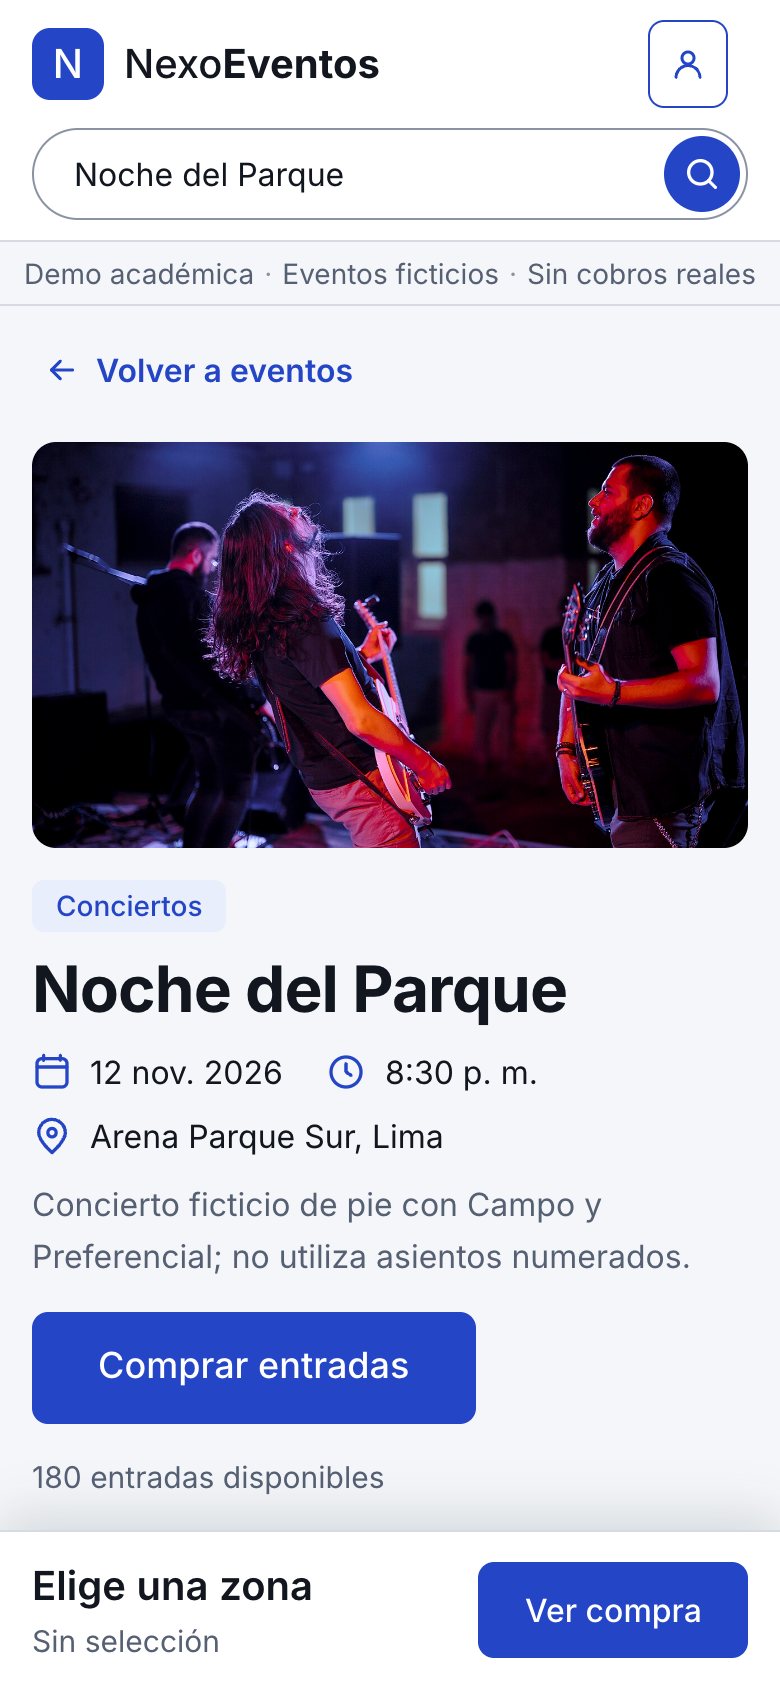 N NexoEventos
Noche del Parque
Demo académica · Eventos ficticios · Sin cobros reales
Volver a eventos
Conciertos
Noche del Parque
12 nov. 2026 8:30 p. m.
Arena Parque Sur, Lima
Concierto ficticio de pie con Campo y
Preferencial; no utiliza asientos numerados.
Comprar entradas
180 entradas disponibles
Elige una zona
Sin selección
Ver compra